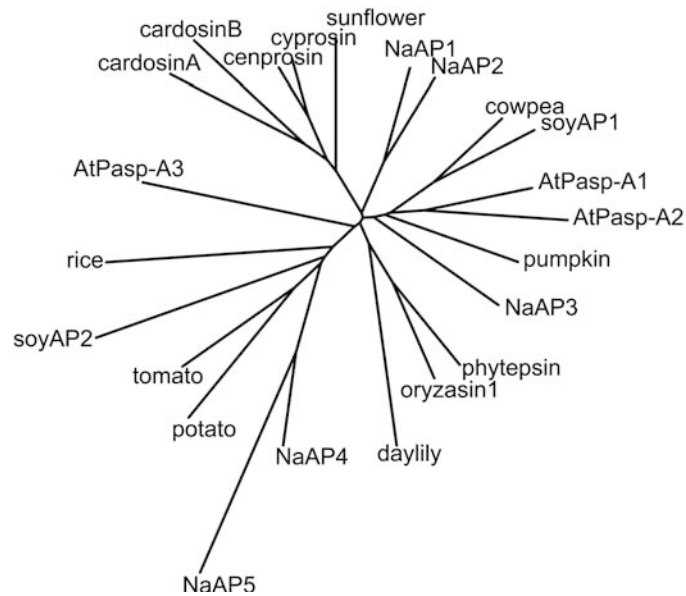 sunflower
cardosinB
cyprosin
cenprosin
NaAP1
cardosinA
NaAP2
cowpea
soyAP1
AtPasp-A3
AtPasp-A1
AtPasp-A2
rice
pumpkin
NaAP3
soyAP2
tomato
phytepsin
oryzasin1
potato
NaAP4
daylily
NaAP5